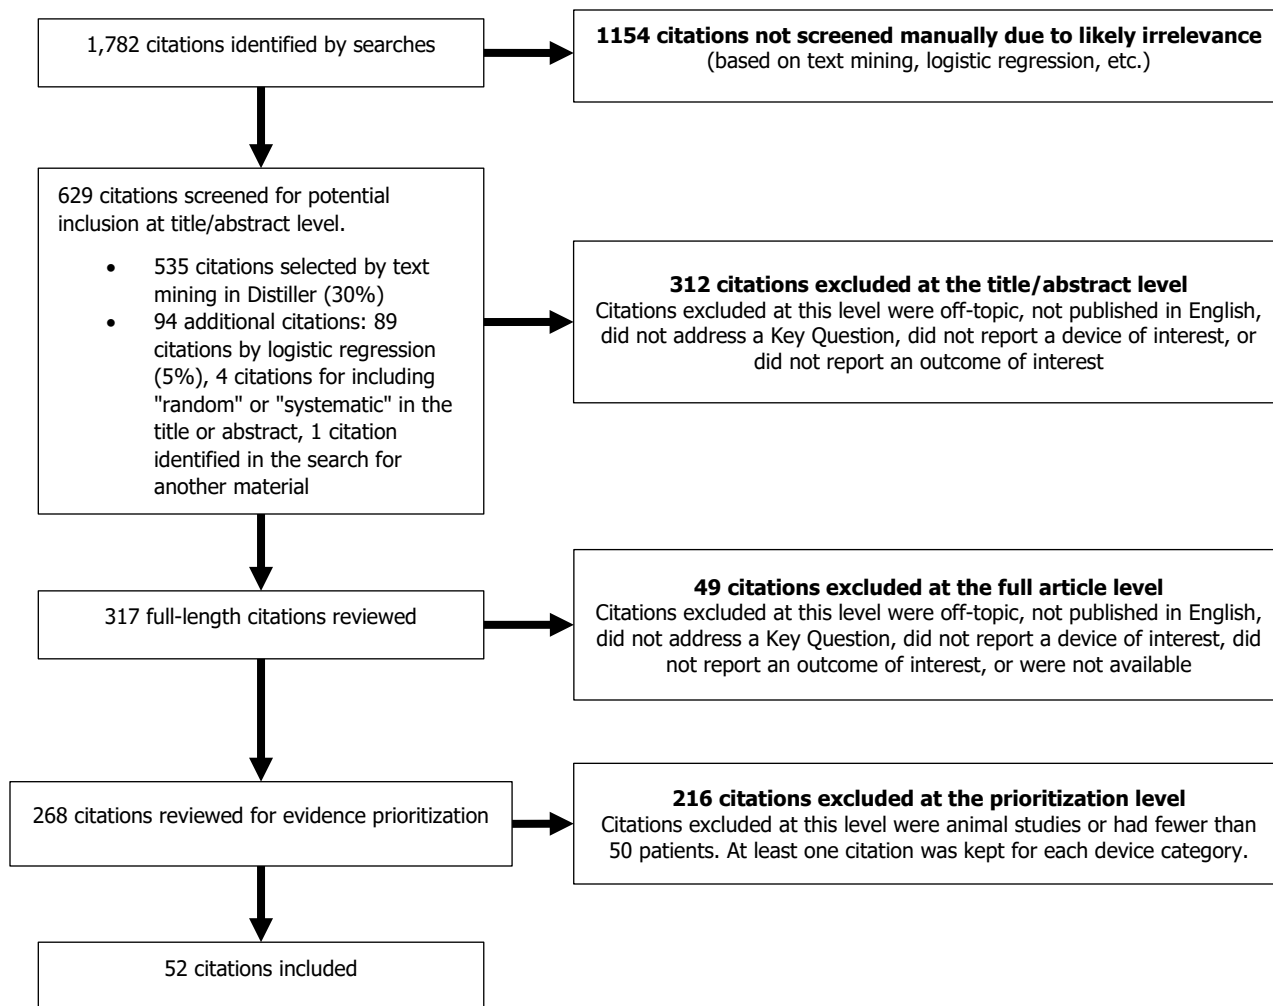 1,782 citations identified by searches
1154 citations not screened manually due to likely irrelevance
(based on text mining, logistic regression, etc.)
629 citations screened for potential
inclusion at title/abstract level.
• 535 citations selected by text
mining in Distiller (30%)
• 94 additional citations: 89
citations by logistic regression
(5%), 4 citations for including
"random" or "systematic" in the
title or abstract, 1 citation
identified in the search for
another material
312 citations excluded at the title/abstract level
Citations excluded at this level were off-topic, not published in English,
did not address a Key Question, did not report a device of interest, or
did not report an outcome of interest
317 full-length citations reviewed
49 citations excluded at the full article level
Citations excluded at this level were off-topic, not published in English,
did not address a Key Question, did not report a device of interest, did
not report an outcome of interest, or were not available
268 citations reviewed for evidence prioritization
216 citations excluded at the prioritization level
Citations excluded at this level were animal studies or had fewer than
50 patients. At least one citation was kept for each device category.
52 citations included